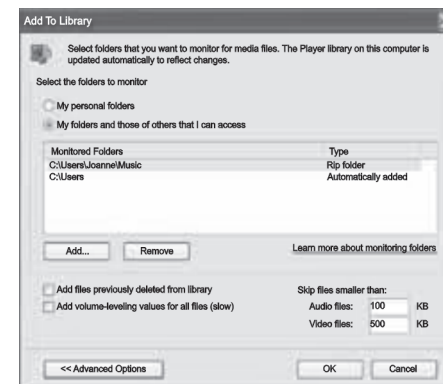 Add To Library
Select folders that you want to monitor for media files. The Player library on this computer is
updated automatically to reflect changes.
Select the folders to monitor
My personal folders
My folders and those of others that I can access
Monitored Folders Type
C:\Users\Joanne\Music Rip folder
C:\Users Automatically added
Add... Remove Learn more about monitoring folders
Add files previously deleted from library Skip files smaller than:
Add volume-leveling values for all files (slow) Audio files: 100 KB
Video files: 500 KB
<< Advanced Options OK Cancel